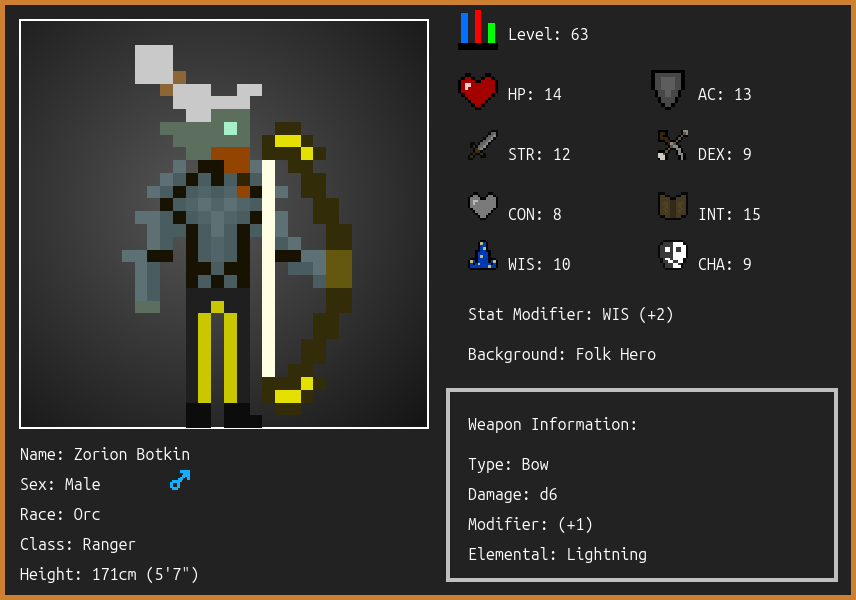 Level: 63
HP: 14
AC: 13
STR: 12
DEX: 9
CON: 8
INT: 15
WIS: 10
CHA: 9
Stat Modifier: WIS (+2)
Background: Folk Hero
Weapon Information:
Type: Bow
Damage: d6
Modifier: (+1)
Elemental: Lightning
Name: Zorion Botkin
Sex: Male
Race: Orc
Class: Ranger
Height: 171cm (5'7")